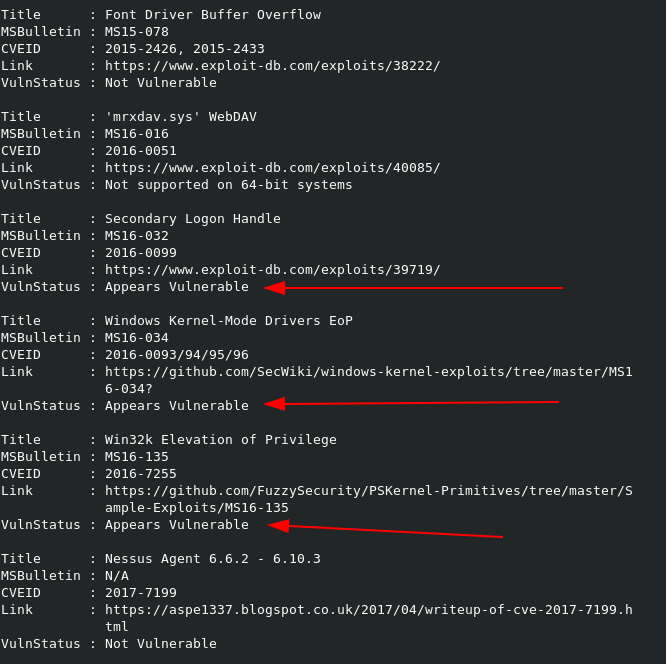 Title      : Font Driver Buffer Overflow
MSBulletin : MS15-078
CVEID      : 2015-2426, 2015-2433
Link       : https://www.exploit-db.com/exploits/38222/
VulnStatus : Not Vulnerable

Title      : 'mrxdav.sys' WebDAV
MSBulletin : MS16-016
CVEID      : 2016-0051
Link       : https://www.exploit-db.com/exploits/40085/
VulnStatus : Not supported on 64-bit systems

Title      : Secondary Logon Handle
MSBulletin : MS16-032
CVEID      : 2016-0099
Link       : https://www.exploit-db.com/exploits/39719/
VulnStatus : Appears Vulnerable

Title      : Windows Kernel-Mode Drivers EoP
MSBulletin : MS16-034
CVEID      : 2016-0093/94/95/96
Link       : https://github.com/SecWiki/windows-kernel-exploits/tree/master/MS1
             6-034?
VulnStatus : Appears Vulnerable

Title      : Win32k Elevation of Privilege
MSBulletin : MS16-135
CVEID      : 2016-7255
Link       : https://github.com/FuzzySecurity/PSKernel-Primitives/tree/master/S
             ample-Exploits/MS16-135
VulnStatus : Appears Vulnerable

Title      : Nessus Agent 6.6.2 - 6.10.3
MSBulletin : N/A
CVEID      : 2017-7199
Link       : https://aspe1337.blogspot.co.uk/2017/04/writeup-of-cve-2017-7199.h
             tml
VulnStatus : Not Vulnerable